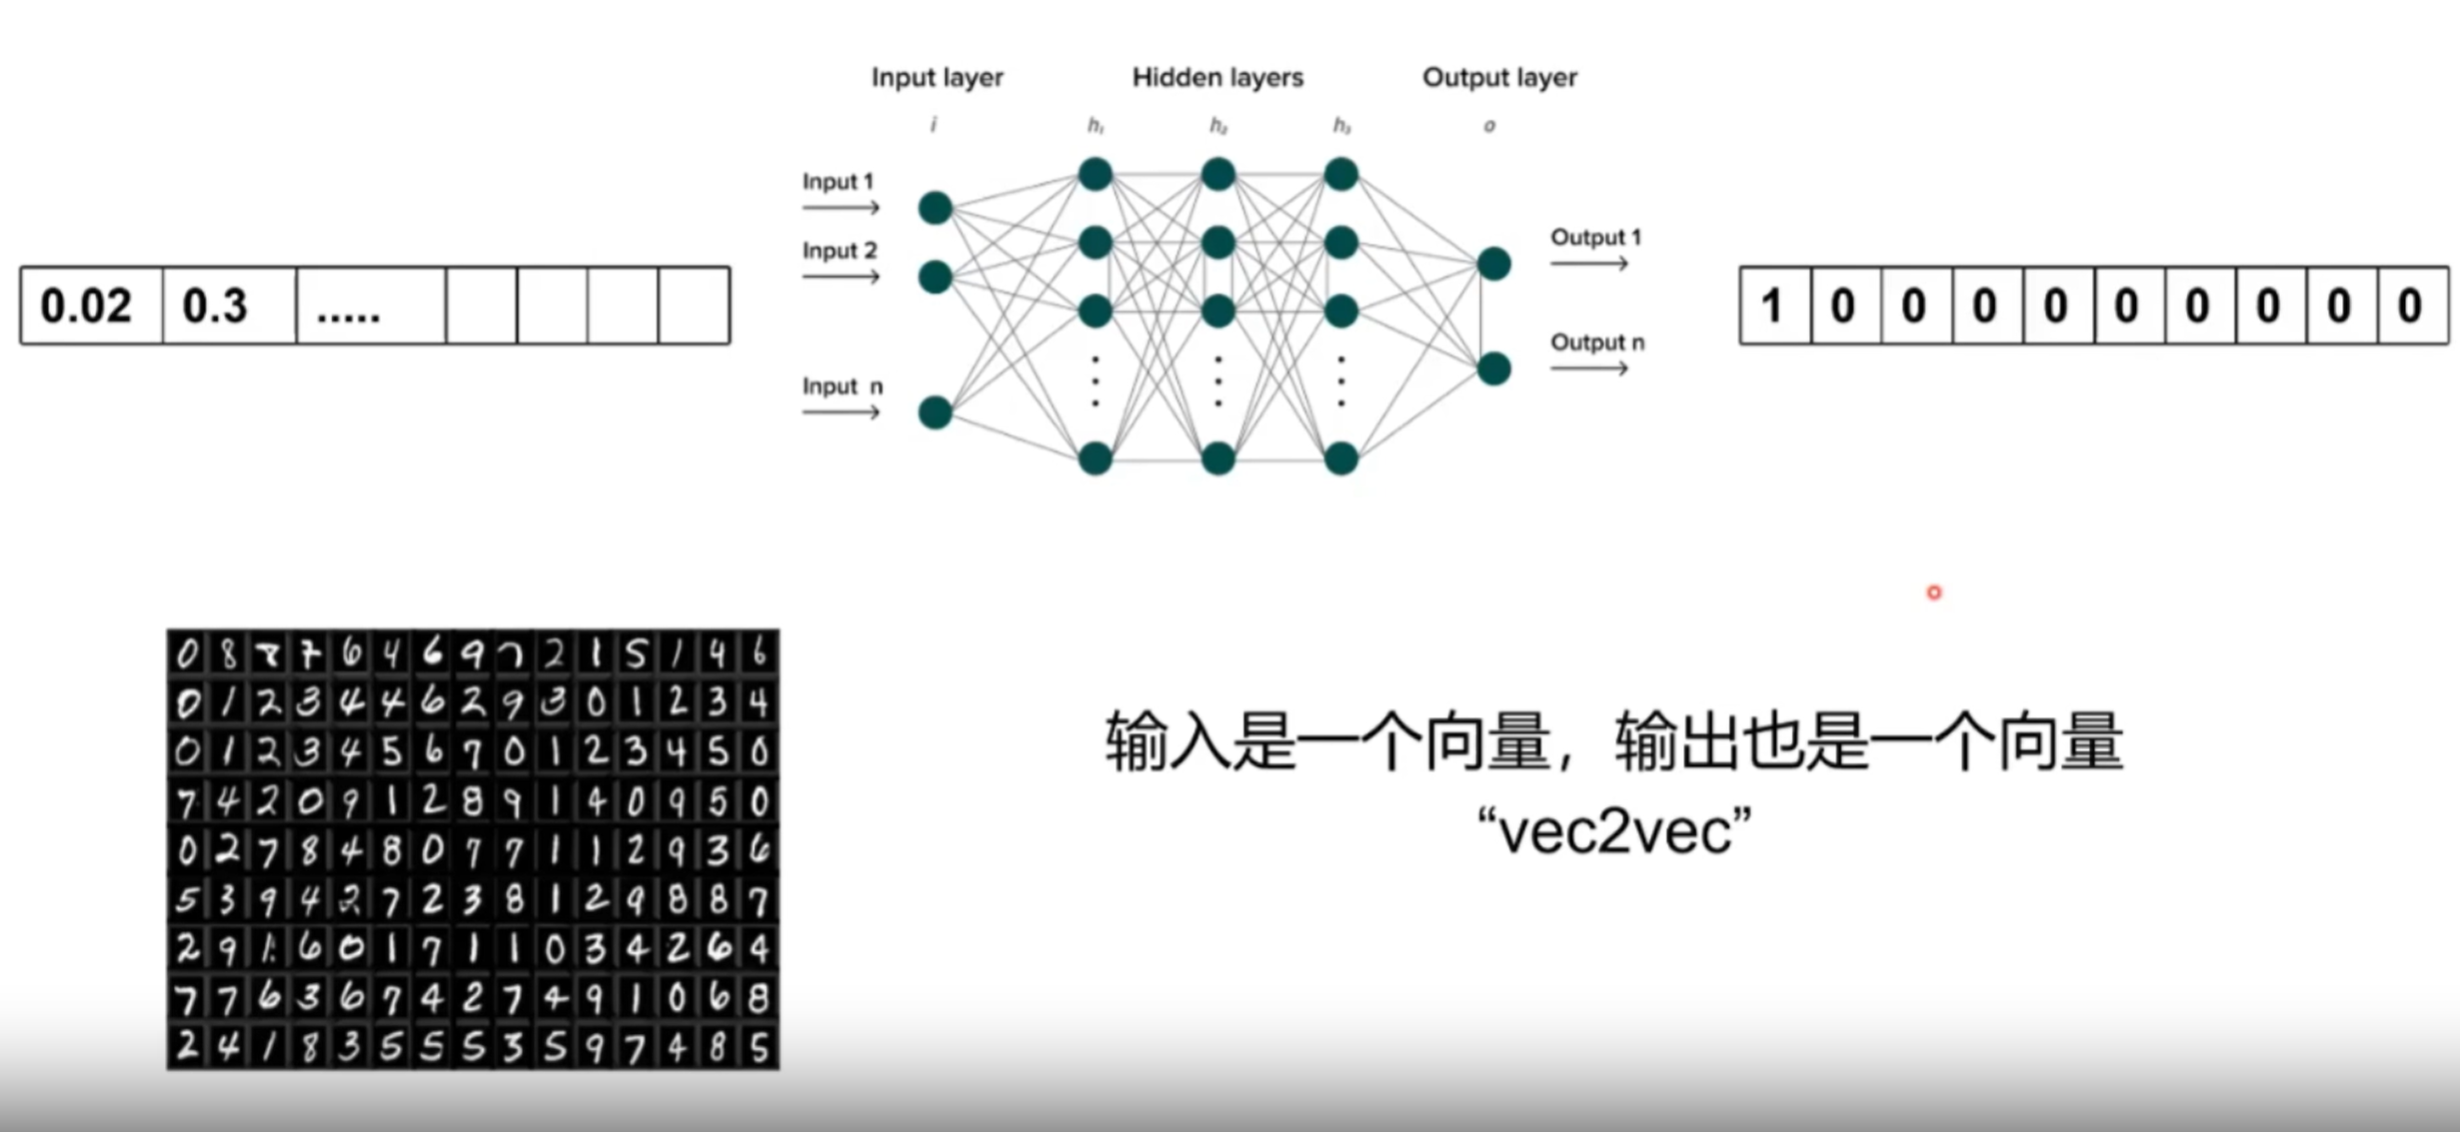 Input layer Hidden layers Output layer
i h₁ h₂ h₃ o
Input 1
Input 2
Input n
Output 1
Output n
0.02 0.3 .....
1 0 0 0 0 0 0 0 0 0
0 8 7 7 6 4 6 9 7 2 1 5 1 4 6
0 1 2 3 4 4 6 2 9 3 0 1 2 3 4
0 1 2 3 4 5 6 7 0 1 2 3 4 5 0
7 4 2 0 9 1 2 8 9 1 4 0 9 5 0
0 2 7 8 4 8 0 7 7 1 1 2 9 3 6
5 3 9 4 2 7 2 3 8 1 2 9 8 8 7
2 9 1 6 0 1 7 1 1 0 3 4 2 6 4
7 7 6 3 6 7 4 2 7 4 9 1 0 6 8
2 4 1 8 3 5 5 5 3 5 9 7 4 8 5
输入是一个向量，输出也是一个向量
“vec2vec”